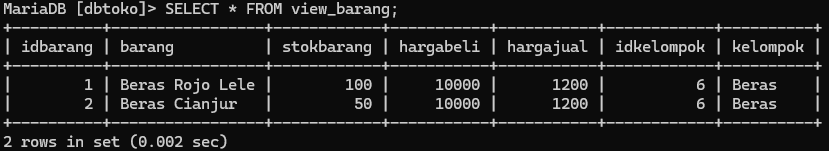 MariaDB [dbtoko]> SELECT * FROM view_barang;
+----------+-----------------+------------+-----------+-----------+------------+----------+
| idbarang | barang          | stokbarang | hargabeli | hargajual | idkelompok | kelompok |
+----------+-----------------+------------+-----------+-----------+------------+----------+
|        1 | Beras Rojo Lele |        100 |     10000 |      1200 |          6 | Beras    |
|        2 | Beras Cianjur   |         50 |     10000 |      1200 |          6 | Beras    |
+----------+-----------------+------------+-----------+-----------+------------+----------+
2 rows in set (0.002 sec)